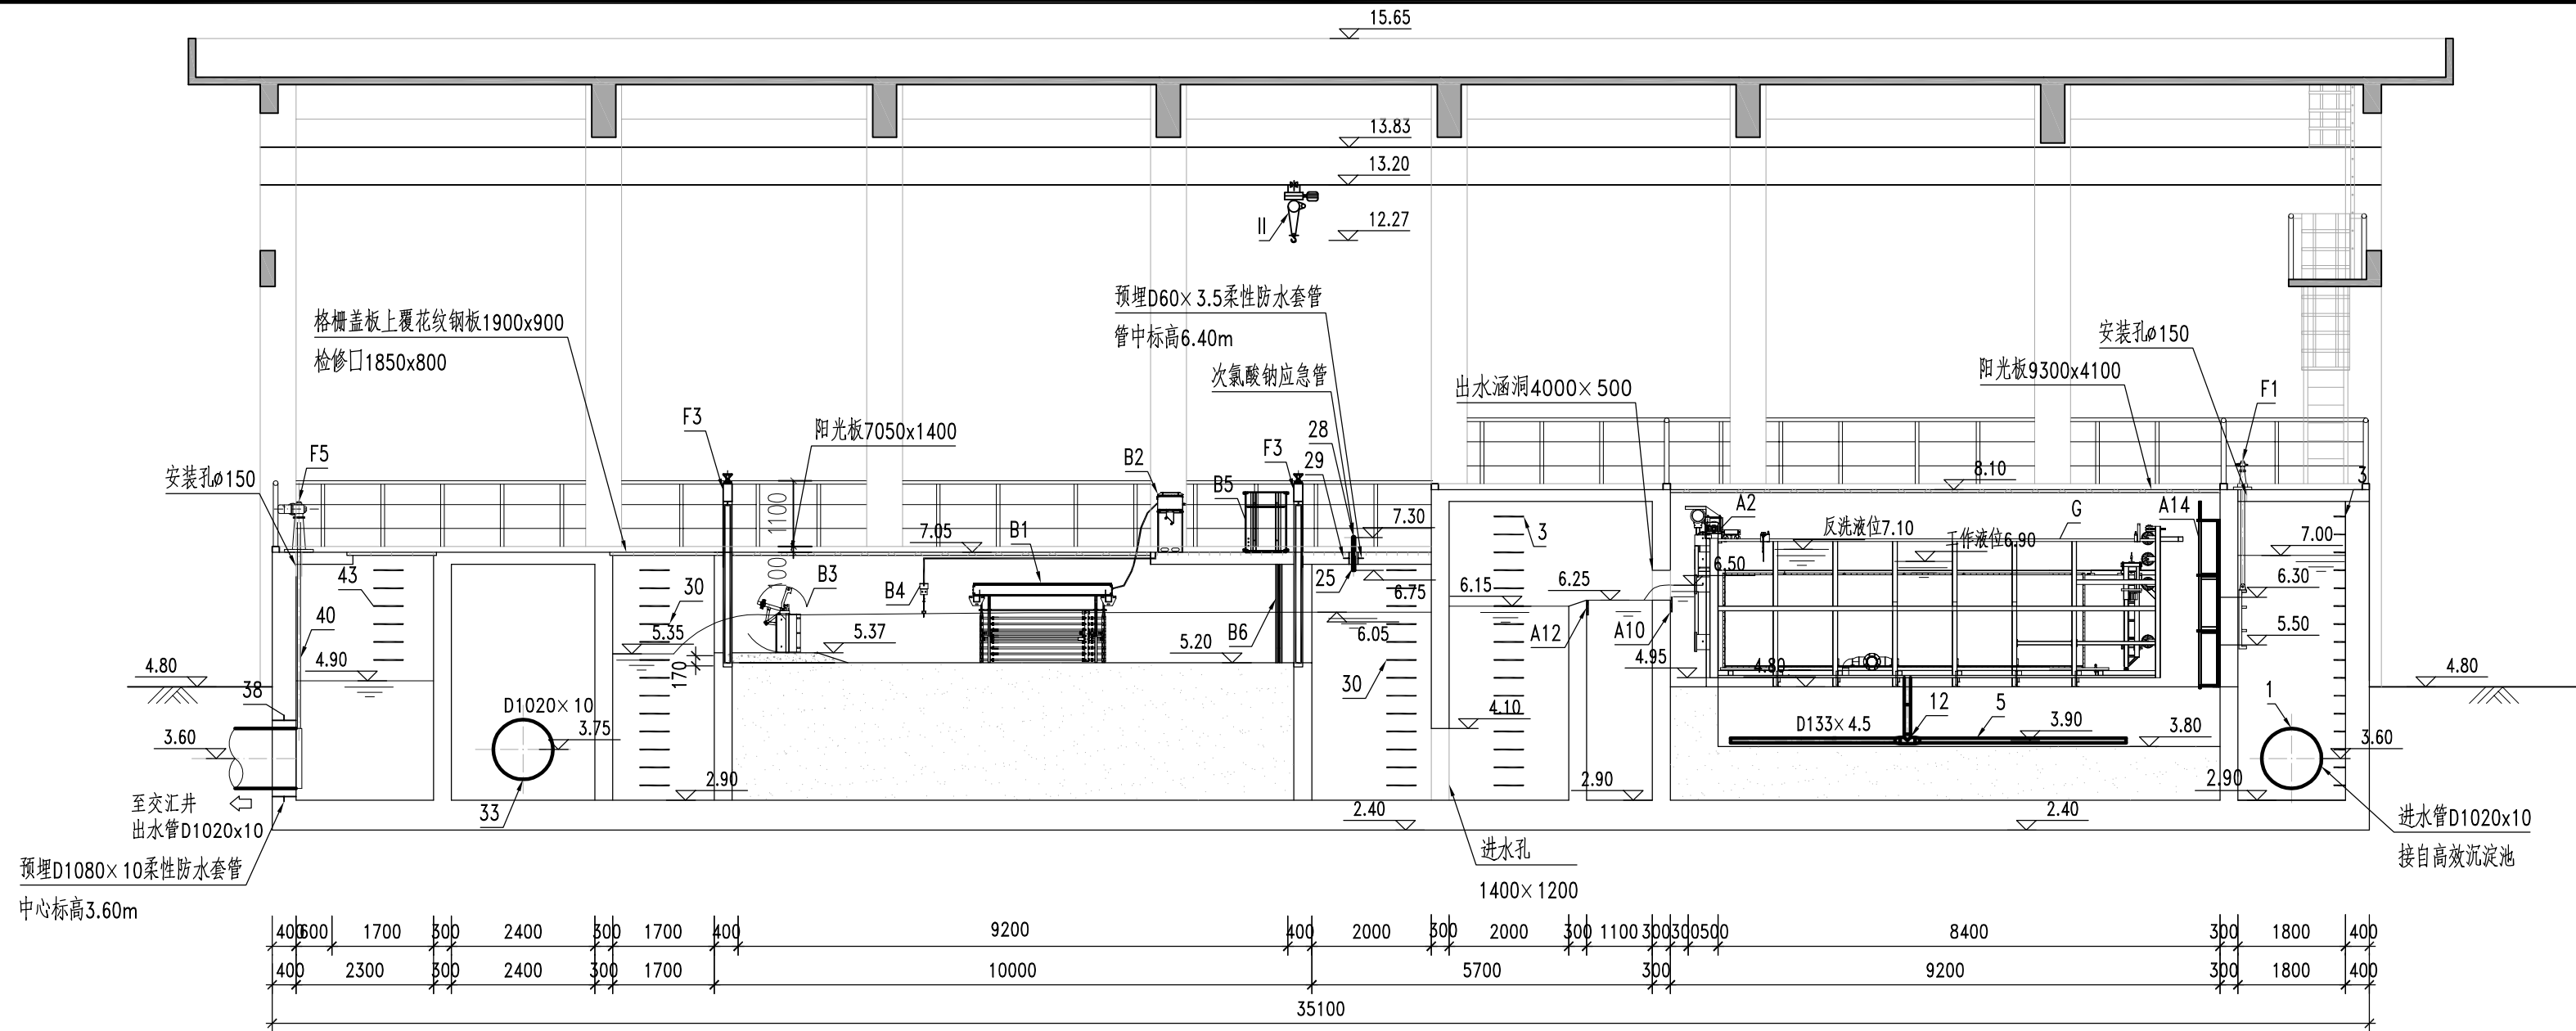 15.65
13.83
13.20
12.27
II
预埋D60×3.5柔性防水套管
管中标高6.40m
格栅盖板上覆花纹钢板1900x900
检修口1850x800
次氯酸钠应急管
安装孔ø150
阳光板9300x4100
出水涵洞4000×500
F1
F3
阳光板7050x1400
28
29
F3
F5
B2
B5
安装孔ø150
8.10
3
1100
7.05
B1
7.30
3
A2
反洗液位7.10
工作液位6.90
G
A14
7.00
43
30
B3
B4
25
6.75
6.15
6.25
6.50
6.30
40
5.35
5.37
5.20
B6
6.05
A12
A10
5.50
4.80
4.90
170
30
4.95
4.80
4.80
38
D1020×10
3.75
4.10
D133×4.5
12
5
3.90
3.80
1
3.60
3.60
2.90
2.90
2.90
至交汇井
出水管D1020x10
33
2.40
2.40
进水管D1020x10
接自高效沉淀池
预埋D1080×10柔性防水套管
中心标高3.60m
进水孔
1400×1200
400 600 1700 300 2400 300 1700 400 9200 400 2000 300 2000 300 1100 300 300 500 8400 300 1800 400
400 2300 300 2400 300 1700 10000 5700 300 9200 300 1800 400
35100